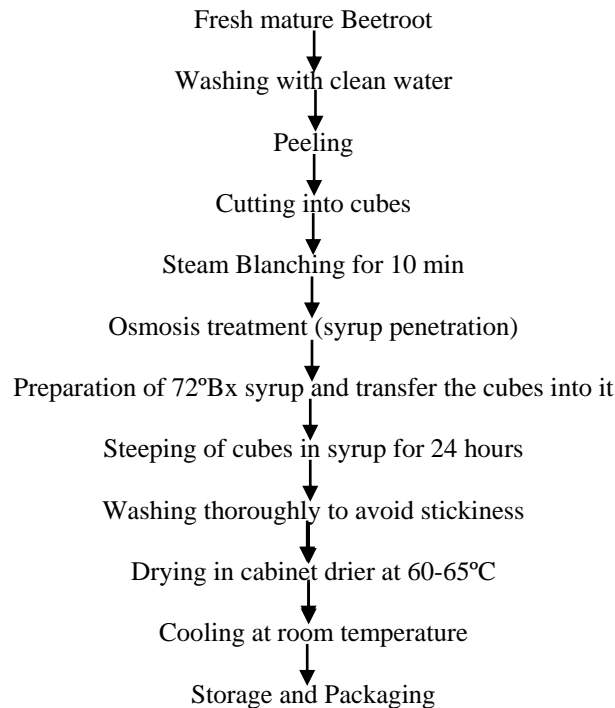 Fresh mature Beetroot
Washing with clean water
Peeling
Cutting into cubes
Steam Blanching for 10 min
Osmosis treatment (syrup penetration)
Preparation of 72ºBx syrup and transfer the cubes into it
Steeping of cubes in syrup for 24 hours
Washing thoroughly to avoid stickiness
Drying in cabinet drier at 60-65ºC
Cooling at room temperature
Storage and Packaging